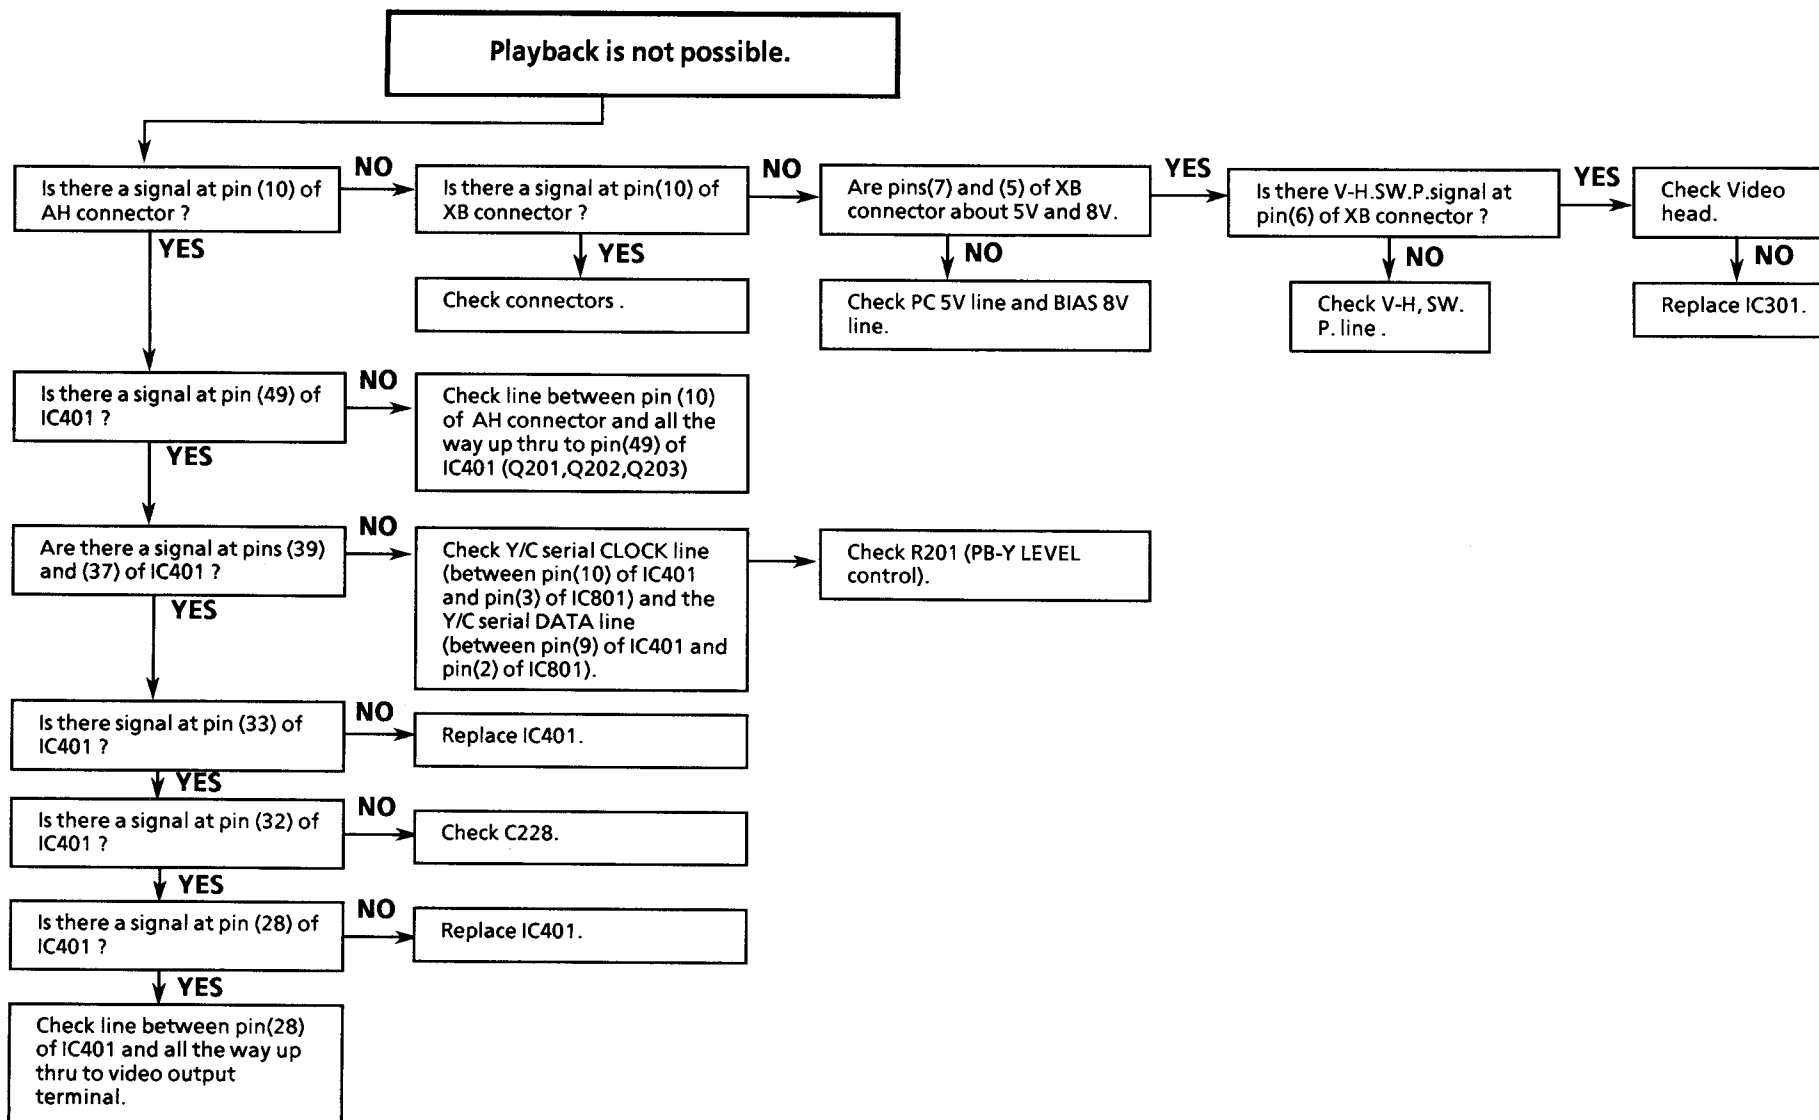 Playback is not possible.
Is there a signal at pin (10) of
AH connector ?
NO
Is there a signal at pin(10) of
XB connector ?
NO
Are pins(7) and (5) of XB
connector about 5V and 8V.
YES
Is there V-H.SW.P.signal at
pin(6) of XB connector ?
YES
Check Video
head.
YES
YES
NO
NO
NO
Check connectors .
Check PC 5V line and BIAS 8V
line.
Check V-H, SW.
P. line .
Replace IC301.
Is there a signal at pin (49) of
IC401 ?
NO
Check line between pin (10)
of AH connector and all the
way up thru to pin(49) of
IC401 (Q201,Q202,Q203)
YES
Are there a signal at pins (39)
and (37) of IC401 ?
NO
Check Y/C serial CLOCK line
(between pin(10) of IC401
and pin(3) of IC801) and the
Y/C serial DATA line
(between pin(9) of IC401 and
pin(2) of IC801).
Check R201 (PB-Y LEVEL
control).
YES
Is there signal at pin (33) of
IC401 ?
NO
Replace IC401.
YES
Is there a signal at pin (32) of
IC401 ?
NO
Check C228.
YES
Is there a signal at pin (28) of
IC401 ?
NO
Replace IC401.
YES
Check line between pin(28)
of IC401 and all the way up
thru to video output
terminal.